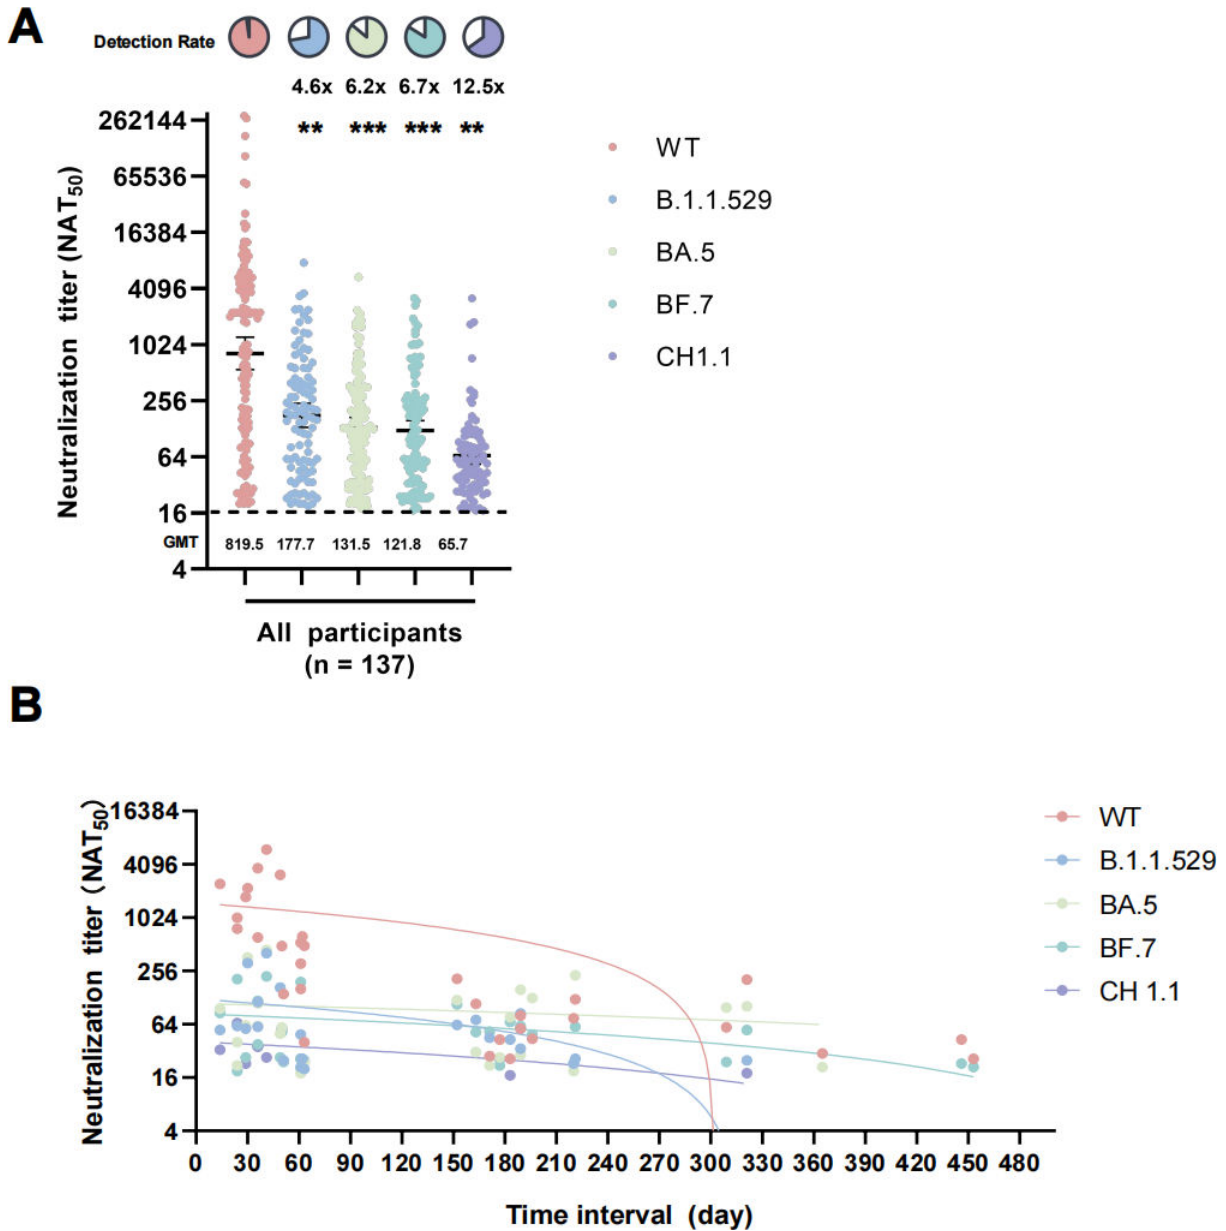 A
Detection Rate
4.6x 6.2x 6.7x 12.5x
** *** *** **
262144
65536
16384
4096
1024
256
64
16
4
Neutralization titer (NAT50)
GMT 819.5 177.7 131.5 121.8 65.7
All participants
(n = 137)
WT
B.1.1.529
BA.5
BF.7
CH1.1
B
16384
4096
1024
256
64
16
4
Neutralization titer (NAT50)
0 30 60 90 120 150 180 210 240 270 300 330 360 390 420 450 480
Time interval (day)
WT
B.1.1.529
BA.5
BF.7
CH 1.1